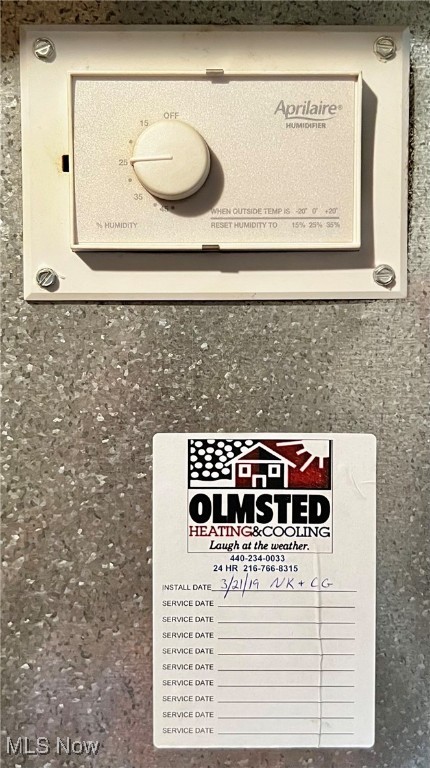 OFF
15
25
35
45
% HUMIDITY
Aprilaire®
HUMIDIFIER
WHEN OUTSIDE TEMP IS -20° 0° +20°
RESET HUMIDITY TO 15% 25% 35%
OLMSTED
HEATING&COOLING
Laugh at the weather.
440-234-0033
24 HR 216-766-8315
INSTALL DATE 3/21/19 NK + CG
SERVICE DATE
SERVICE DATE
SERVICE DATE
SERVICE DATE
SERVICE DATE
SERVICE DATE
SERVICE DATE
SERVICE DATE
SERVICE DATE
MLS Now